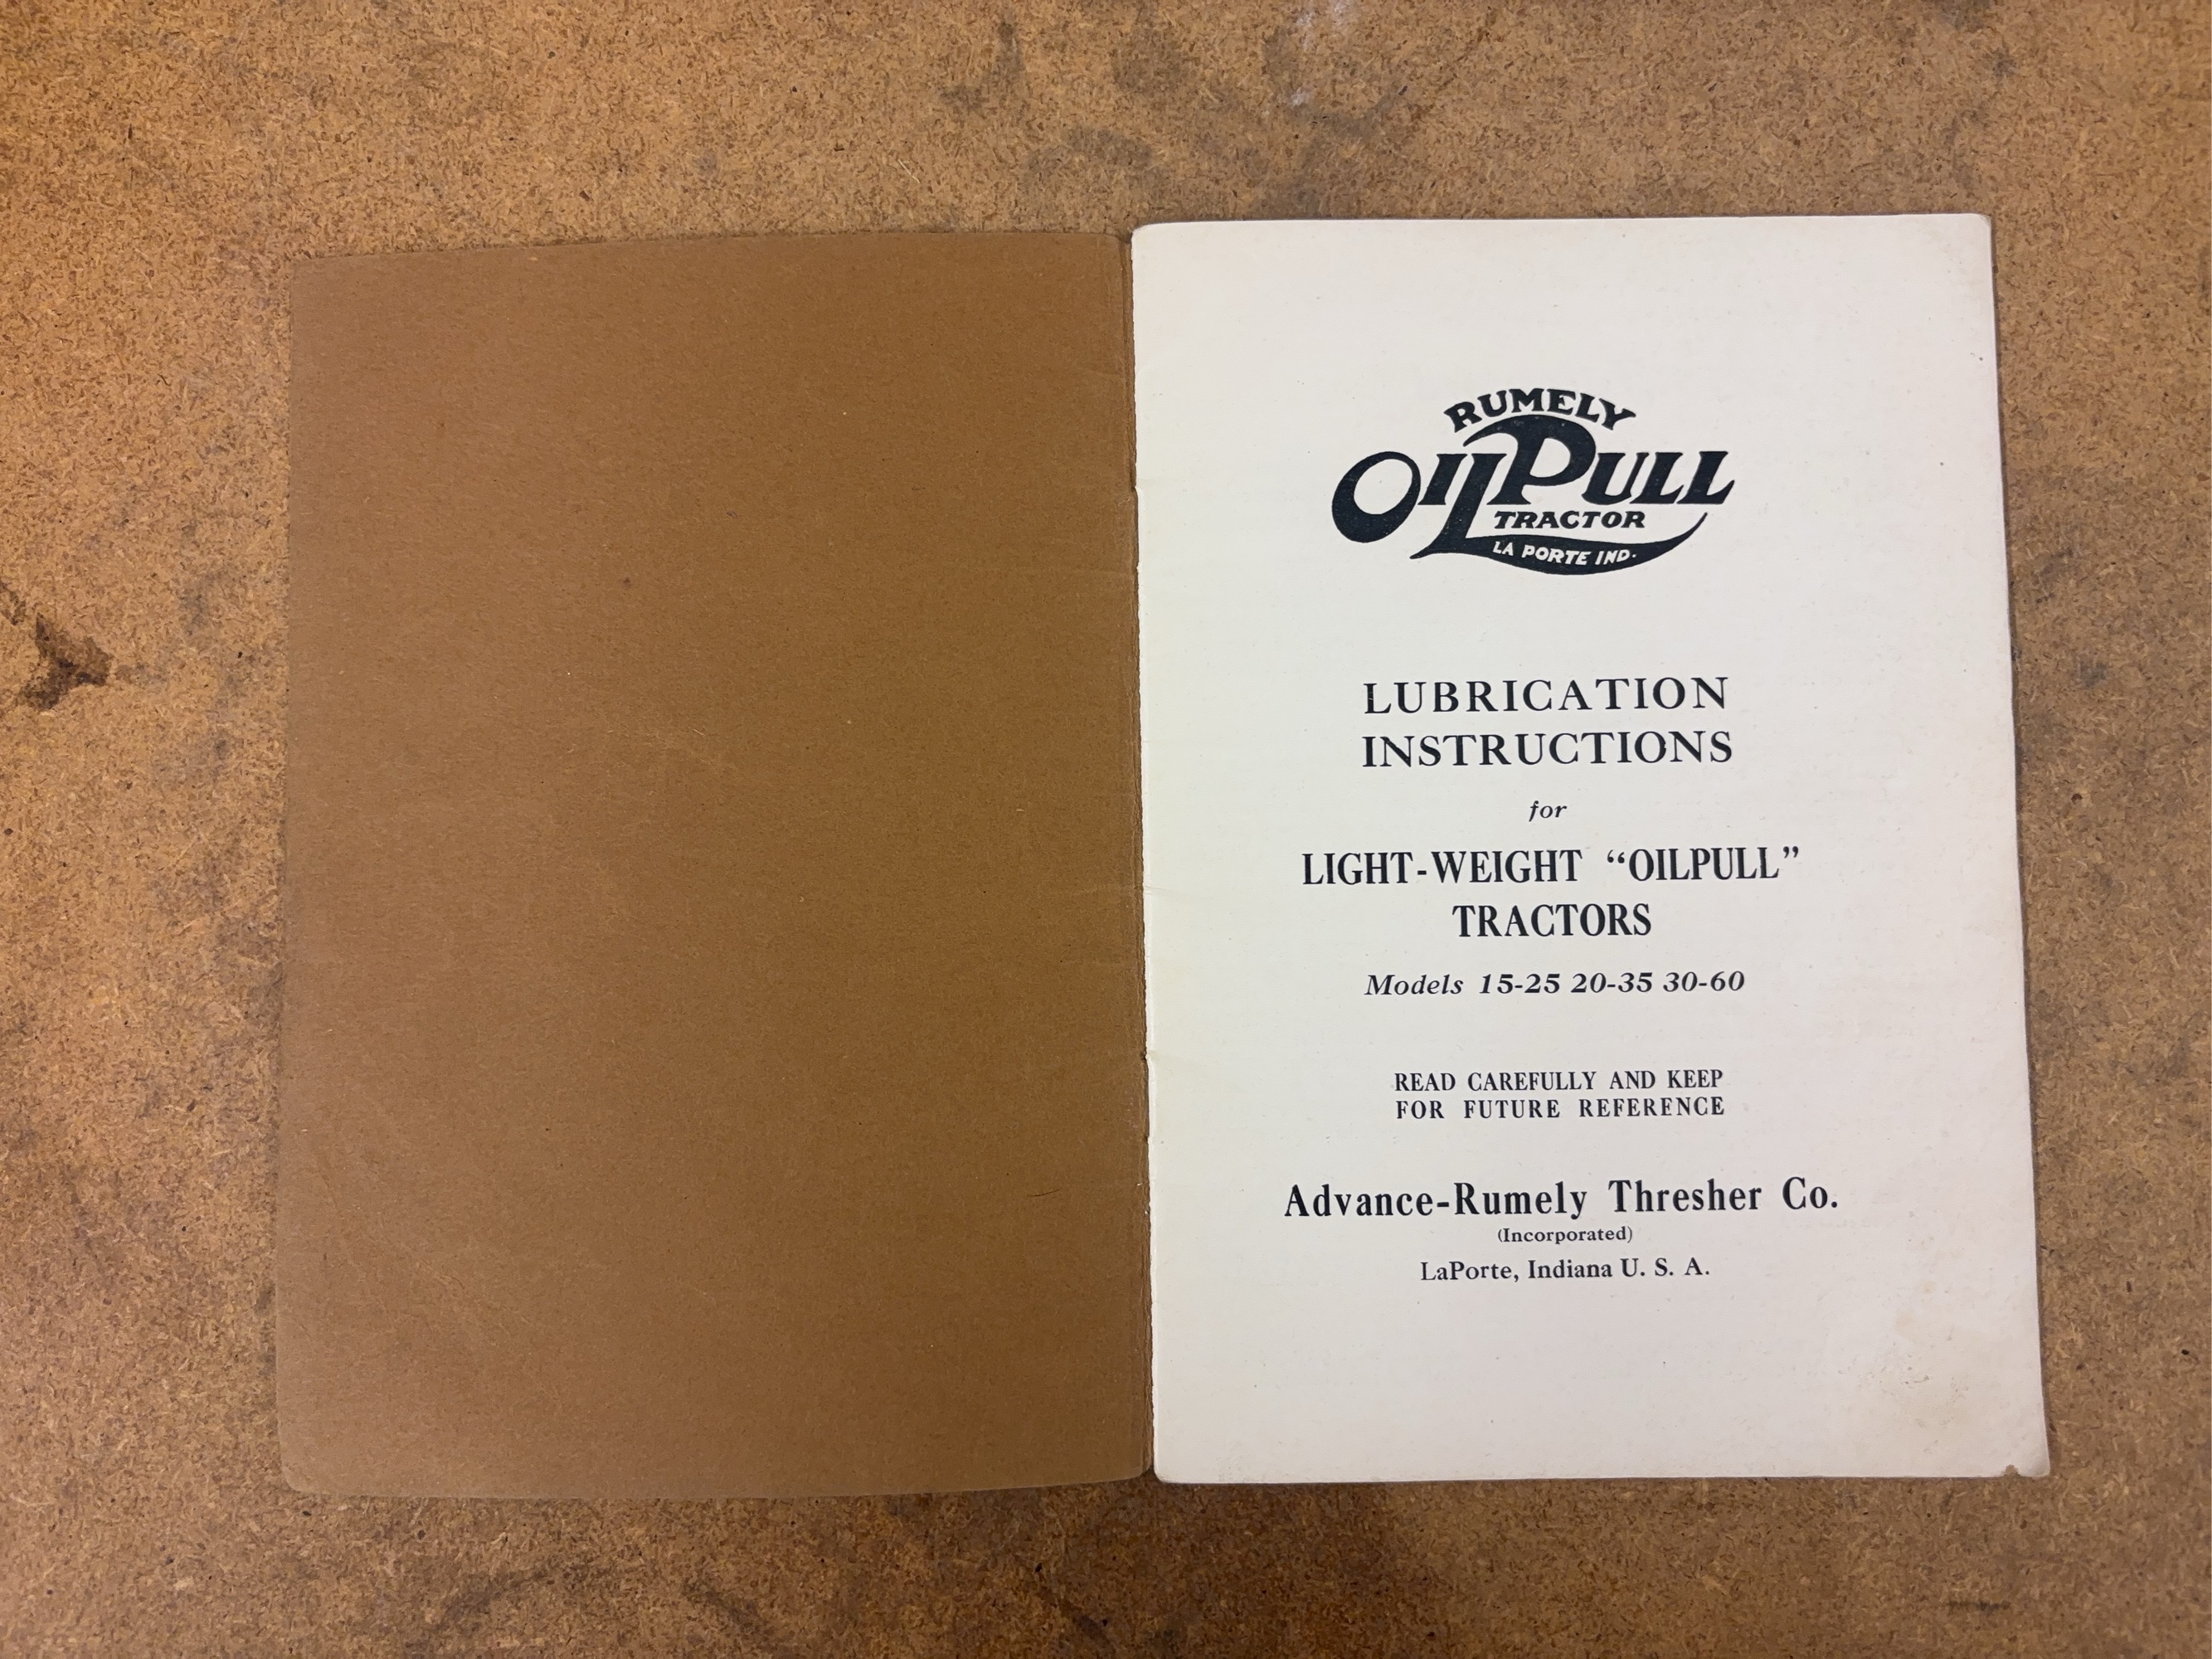 RUMELY
OILPULL
TRACTOR
LA PORTE IND.
LUBRICATION
INSTRUCTIONS
for
LIGHT-WEIGHT “OILPULL”
TRACTORS
Models 15-25 20-35 30-60
READ CAREFULLY AND KEEP
FOR FUTURE REFERENCE
Advance-Rumely Thresher Co.
(Incorporated)
LaPorte, Indiana U. S. A.